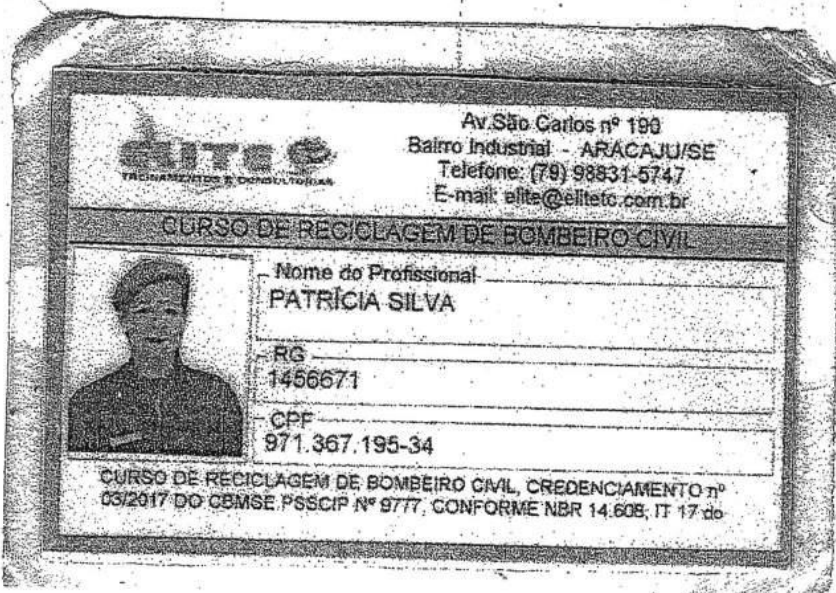 ELITE
TREINAMENTOS E CONSULTORIAS
Av.São Carlos nº 190
Bairro Industrial - ARACAJU/SE
Telefone: (79) 98831-5747
E-mail: elite@elitetc.com.br
CURSO DE RECICLAGEM DE BOMBEIRO CIVIL
Nome do Profissional
PATRÍCIA SILVA
RG
1456671
CPF
971.367.195-34
CURSO DE RECICLAGEM DE BOMBEIRO CIVIL, CREDENCIAMENTO nº
03/2017 DO CBMSE PSSCIP Nº 9777, CONFORME NBR 14.608, IT 17 do